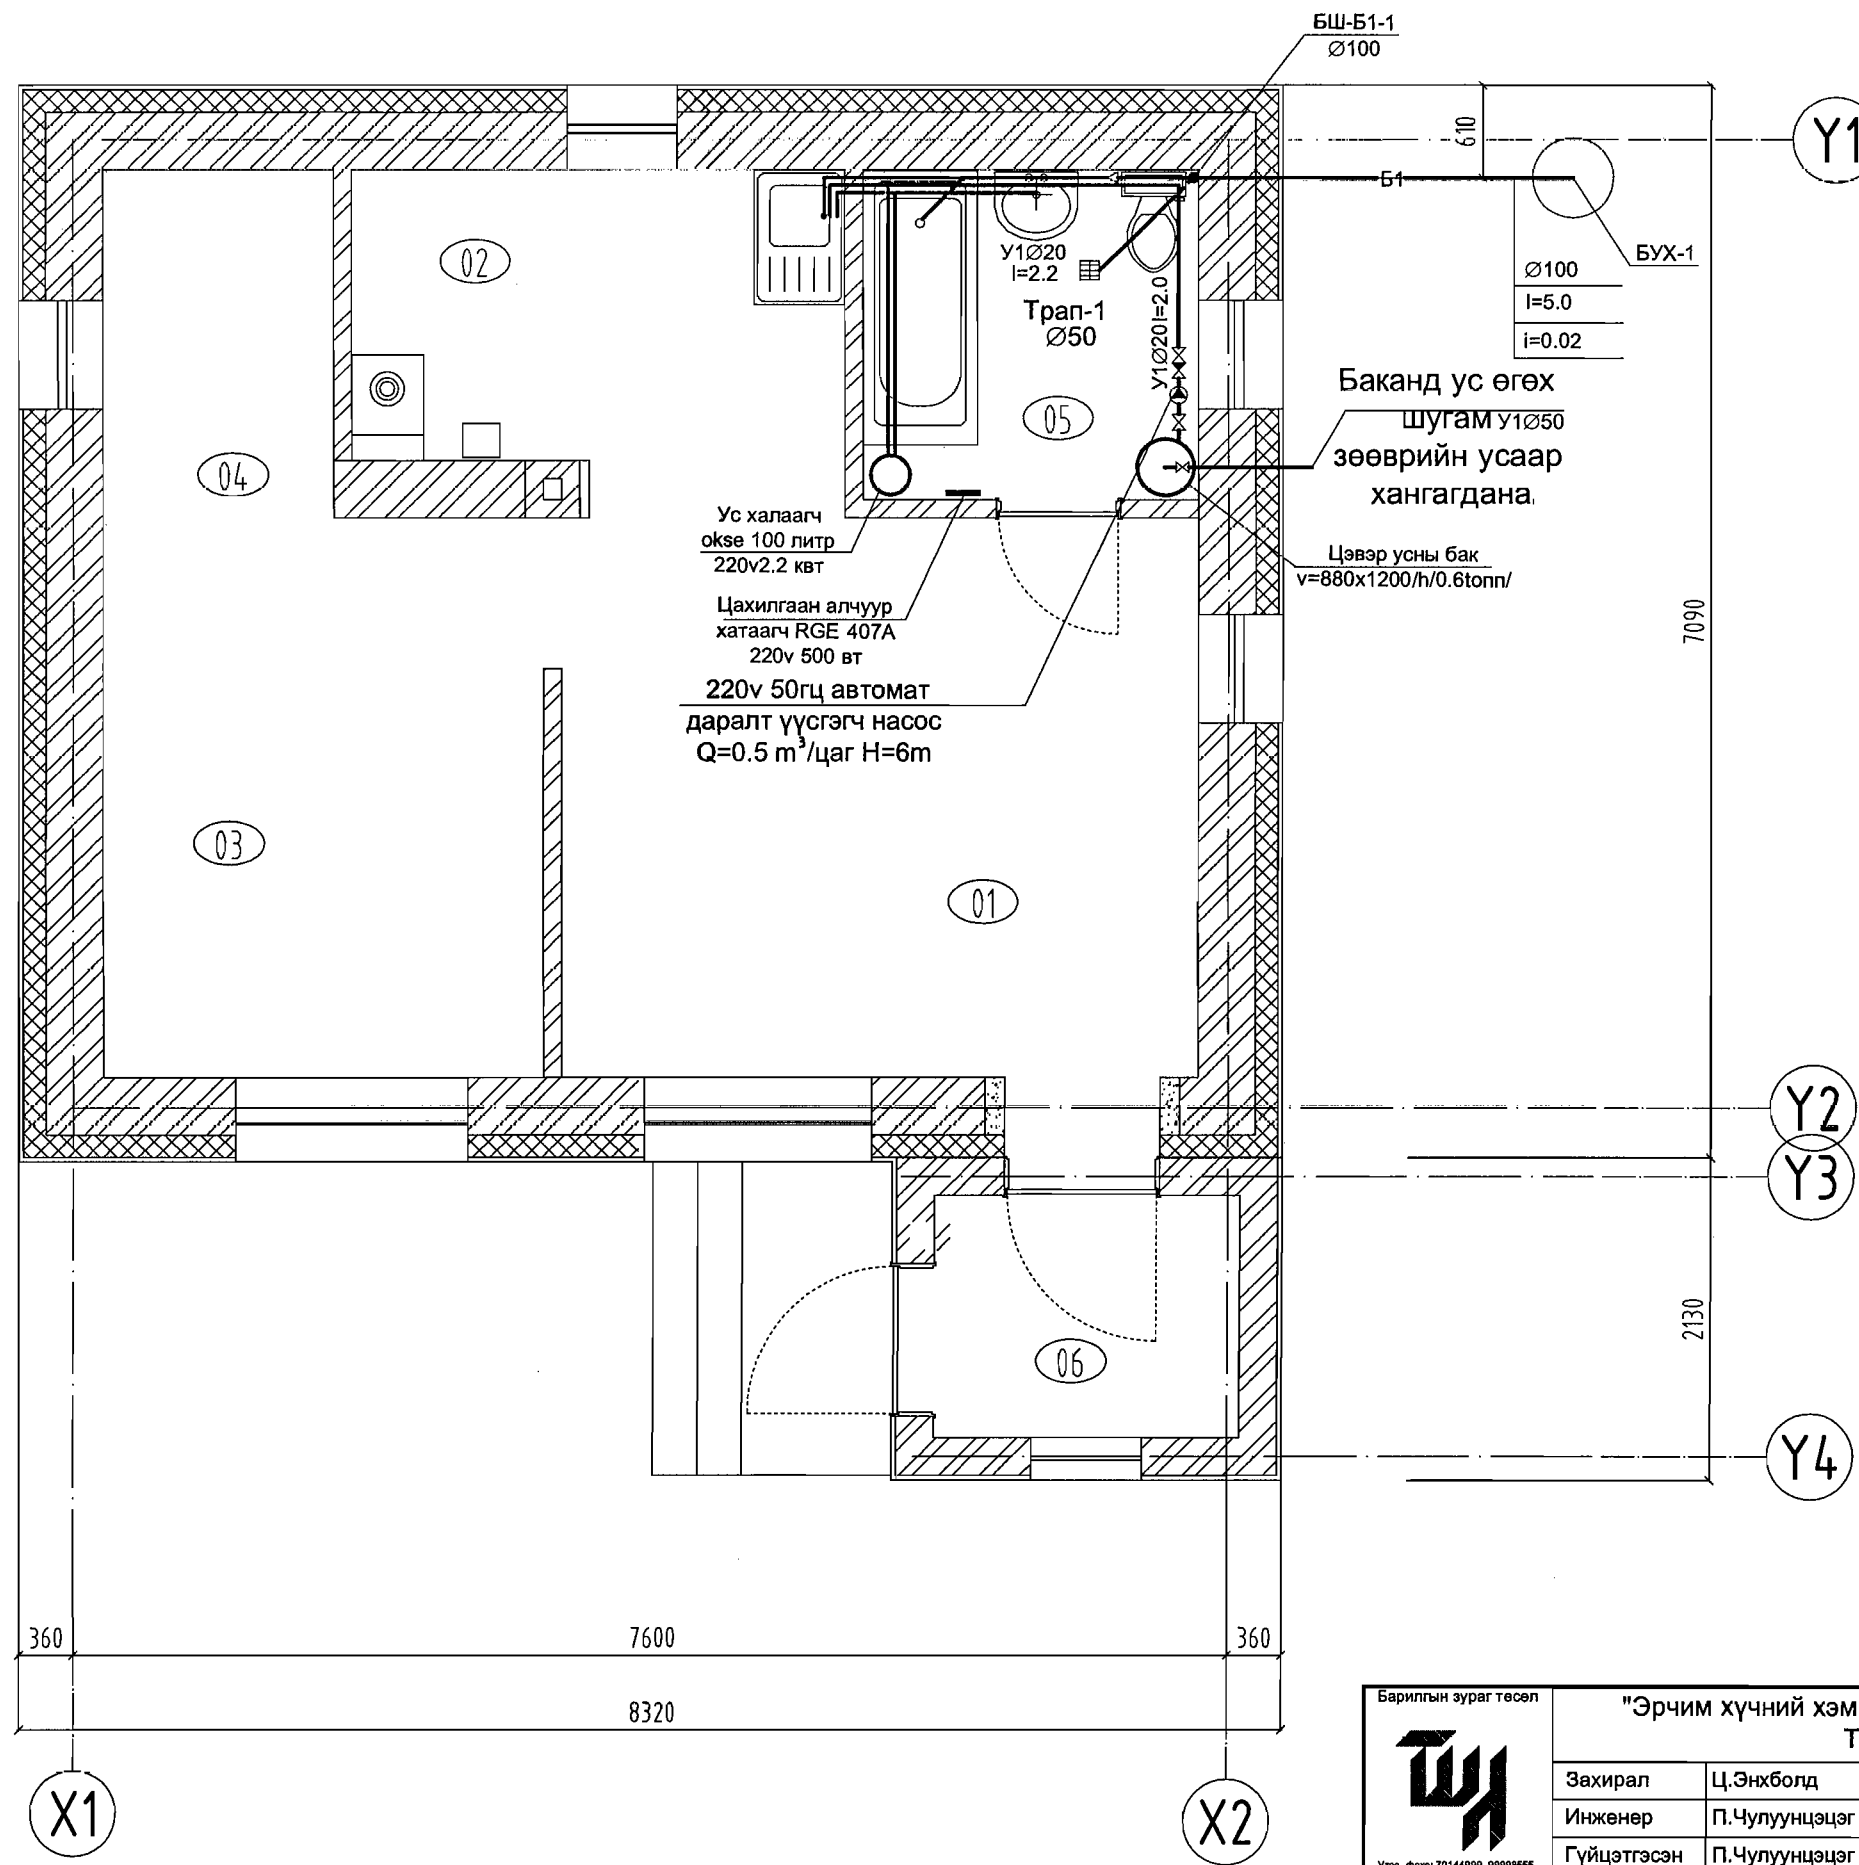 БШ-Б1-1
Ø100
Y1
610
Б1
БУХ-1
Ø100
l=5.0
i=0.02
02
У1Ø20
l=2.2
Трап-1
Ø50
У1Ø20 l=2.0
05
04
Баканд ус өгөх
шугам У1Ø50
зөөврийн усаар
хангагдана.
Ус халаагч
okse 100 литр
220v2.2 квт
Цэвэр усны бак
v=880x1200/h/0.6tonn/
Цахилгаан алчуур
хатаагч RGE 407A
220v 500 вт
7090
220v 50гц автомат
даралт үүсгэгч насос
Q=0.5 m³/цаг H=6m
03
01
Y2
Y3
2130
06
Y4
360
7600
360
8320
X1
X2
Барилгын зураг төсөл
ТШН
"Эрчим хүчний хэм
Т
Захирал Ц.Энхболд
Инженер П.Чулуунцэцэг
Гүйцэтгэсэн П.Чулуунцэцэг